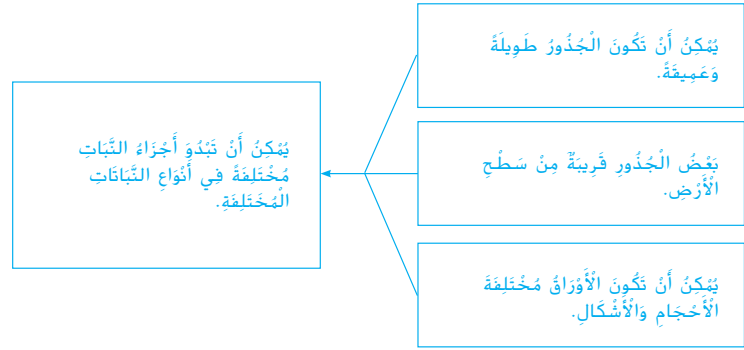 يُمْكِنُ أَنْ تَكُونَ الْجُذُورُ طَوِيلَةً
وَعَمِيقَةً.
بَعْضُ الْجُذُورِ قَرِيبَةٌ مِنْ سَطْحِ
الْأَرْضِ.
يُمْكِنُ أَنْ تَكُونَ الْأَوْرَاقُ مُخْتَلِفَةَ
الْأَحْجَامِ وَالْأَشْكَالِ.
يُمْكِنُ أَنْ تَبْدُوَ أَجْزَاءُ النَّبَاتِ
مُخْتَلِفَةً فِي أَنْوَاعِ النَّبَاتَاتِ
الْمُخْتَلِفَةِ.